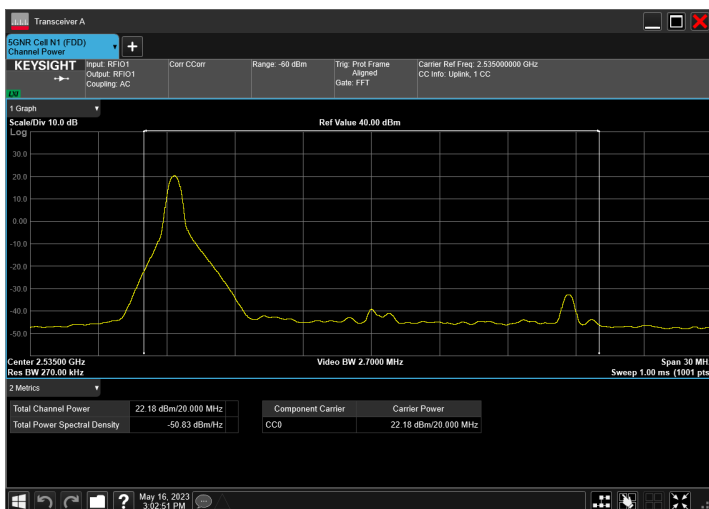 Transceiver A
5GNR Cell N1 (FDD)
Channel Power
KEYSIGHT
Input: RFIO1
Output: RFIO1
Coupling: AC
Corr CCorr
Range: -60 dBm
Trig: Prot Frame
Aligned
Gate: FFT
Carrier Ref Freq: 2.535000000 GHz
CC Info: Uplink, 1 CC
LXI
1 Graph
Scale/Div 10.0 dB
Ref Value 40.00 dBm
Log
30.0
20.0
10.0
0.00
-10.0
-20.0
-30.0
-40.0
-50.0
Center 2.53500 GHz
Video BW 2.7000 MHz
Span 30 MHz
Res BW 270.00 kHz
Sweep 1.00 ms (1001 pts
2 Metrics
Total Channel Power 22.18 dBm/20.000 MHz
Total Power Spectral Density -50.83 dBm/Hz
Component Carrier Carrier Power
CC0 22.18 dBm/20.000 MHz
?
May 16, 2023
3:02:51 PM